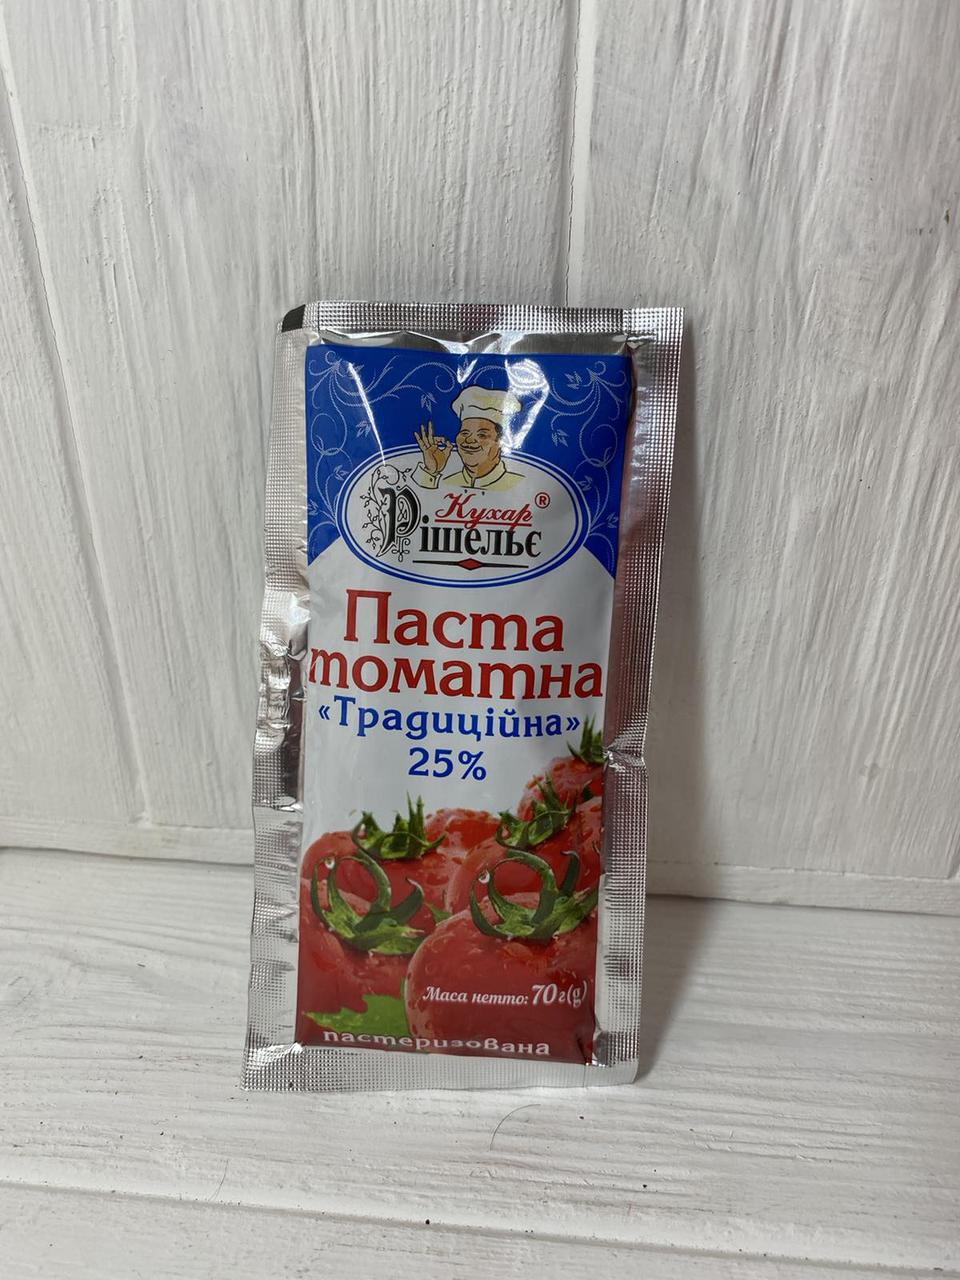 Кухар®
Рішельє
Паста
томатна
«Традиційна»
25%
Маса нетто: 70 г (g)
пастеризована